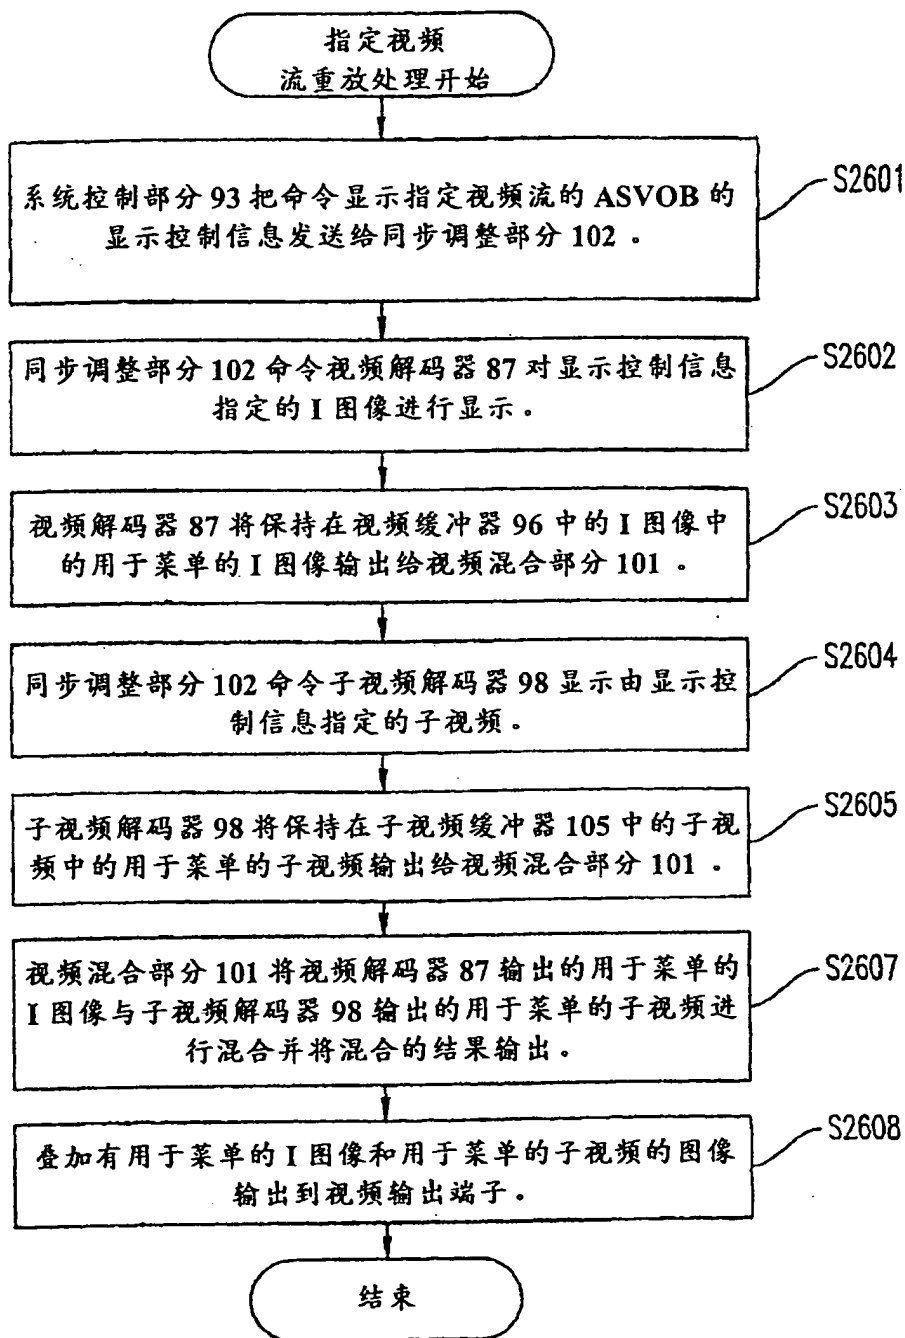 指定视频
流重放处理开始
系统控制部分 93 把命令显示指定视频流的 ASVOB 的
显示控制信息发送给同步调整部分 102 。
S2601
同步调整部分 102 命令视频解码器 87 对显示控制信息
指定的 I 图像进行显示。
S2602
视频解码器 87 将保持在视频缓冲器 96 中的 I 图像中
的用于菜单的 I 图像输出给视频混合部分 101 。
S2603
同步调整部分 102 命令子视频解码器 98 显示由显示控
制信息指定的子视频。
S2604
子视频解码器 98 将保持在子视频缓冲器 105 中的子视
频中的用于菜单的子视频输出给视频混合部分 101 。
S2605
视频混合部分 101 将视频解码器 87 输出的用于菜单的
I 图像与子视频解码器 98 输出的用于菜单的子视频进
行混合并将混合的结果输出。
S2607
叠加有用于菜单的 I 图像和用于菜单的子视频的图像
输出到视频输出端子。
S2608
结束